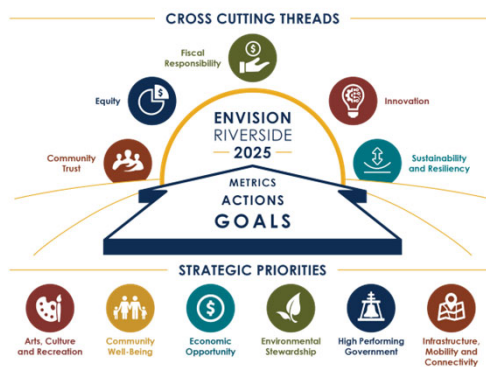 CROSS CUTTING THREADS
Fiscal
Responsibility
$
Equity
$
Innovation
Community
Trust
Sustainability
and Resiliency
ENVISION
RIVERSIDE
2025
METRICS
ACTIONS
GOALS
STRATEGIC PRIORITIES
$
Arts, Culture
and Recreation
Community
Well-Being
Economic
Opportunity
Environmental
Stewardship
High Performing
Government
Infrastructure,
Mobility and
Connectivity